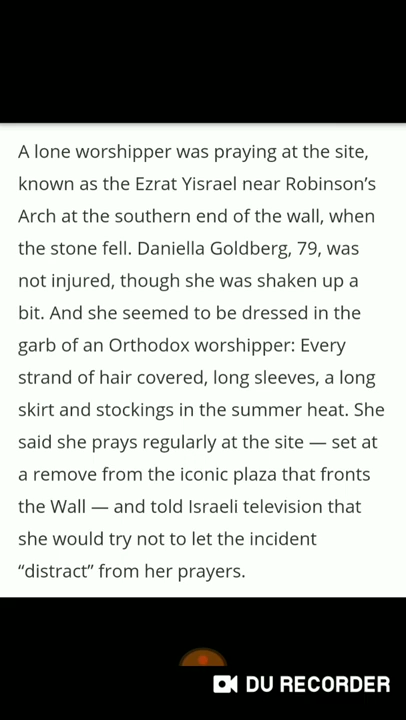 A lone worshipper was praying at the site,
known as the Ezrat Yisrael near Robinson’s
Arch at the southern end of the wall, when
the stone fell. Daniella Goldberg, 79, was
not injured, though she was shaken up a
bit. And she seemed to be dressed in the
garb of an Orthodox worshipper: Every
strand of hair covered, long sleeves, a long
skirt and stockings in the summer heat. She
said she prays regularly at the site — set at
a remove from the iconic plaza that fronts
the Wall — and told Israeli television that
she would try not to let the incident
“distract” from her prayers.
DU RECORDER